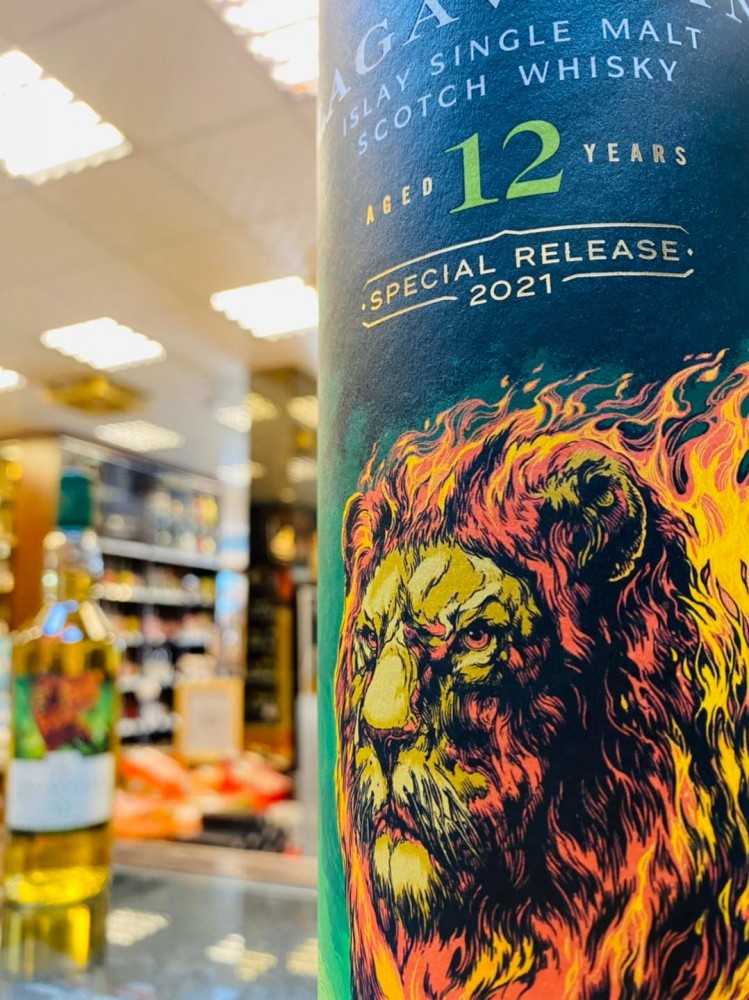 ISLAY SINGLE MALT
SCOTCH WHISKY
AGED 12 YEARS
SPECIAL RELEASE
2021